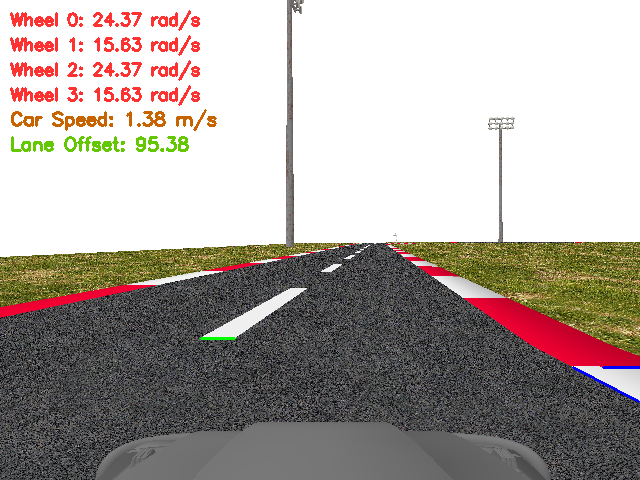 Wheel 0: 24.37 rad/s
Wheel 1: 15.63 rad/s
Wheel 2: 24.37 rad/s
Wheel 3: 15.63 rad/s
Car Speed: 1.38 m/s
Lane Offset: 95.38